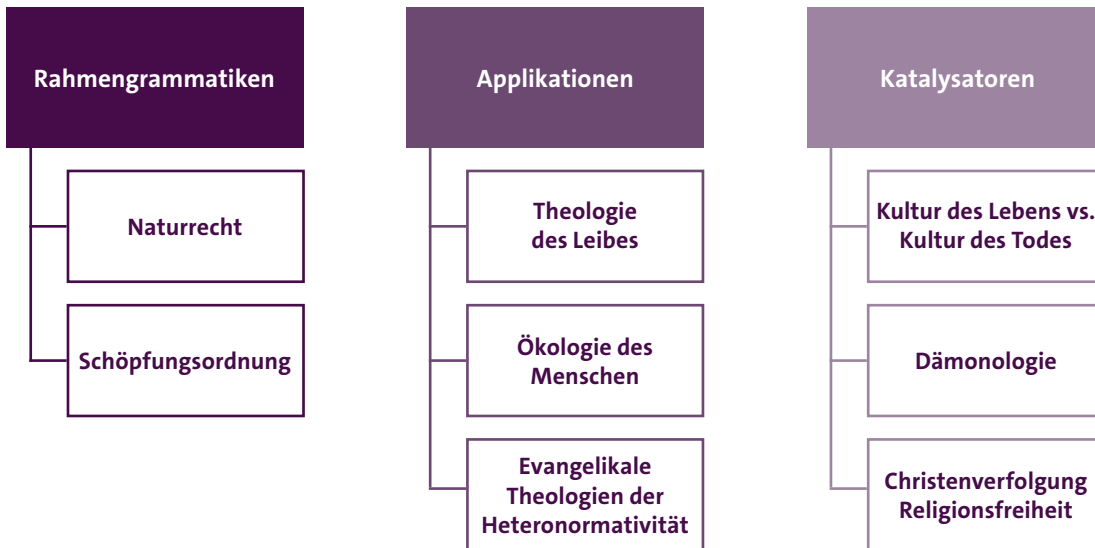 Rahmengrammatiken
Naturrecht
Schöpfungsordnung
Applikationen
Theologie
des Leibes
Ökologie des
Menschen
Evangelikale
Theologien der
Heteronormativität
Katalysatoren
Kultur des Lebens vs.
Kultur des Todes
Dämonologie
Christenverfolgung
Religionsfreiheit